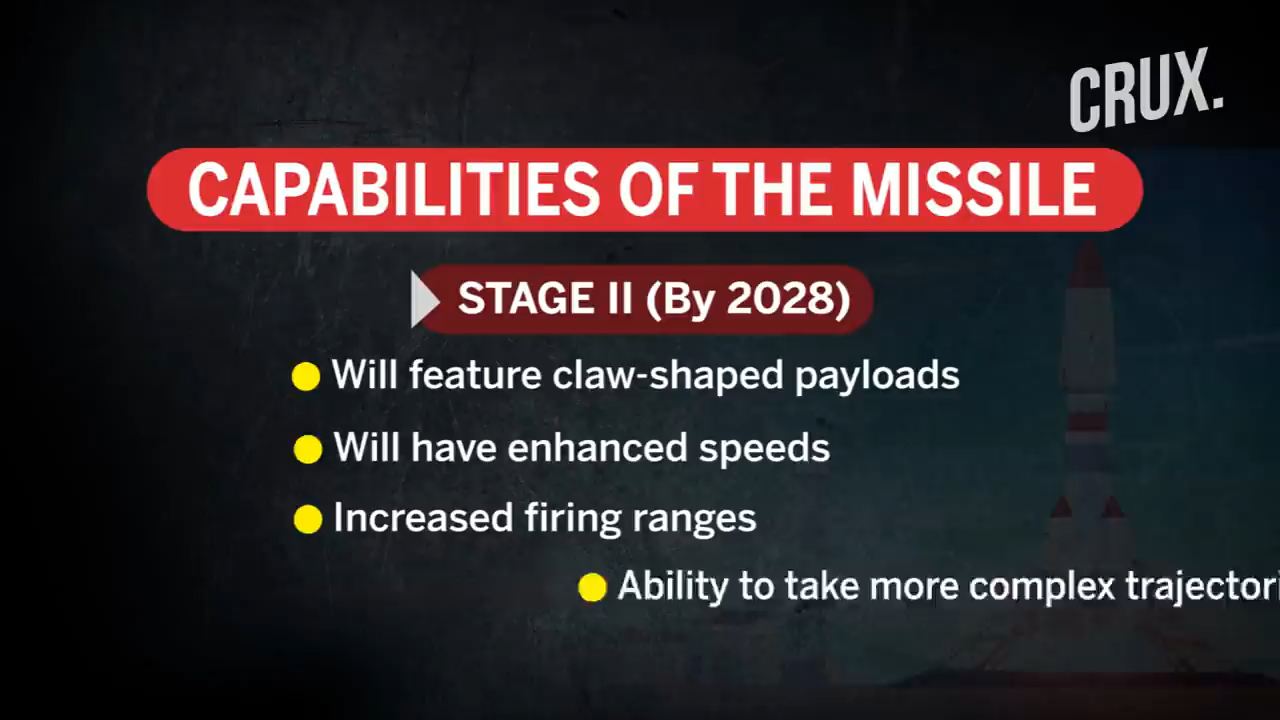 CRUX.
CAPABILITIES OF THE MISSILE
STAGE II (By 2028)
Will feature claw-shaped payloads
Will have enhanced speeds
Increased firing ranges
Ability to take more complex trajectori